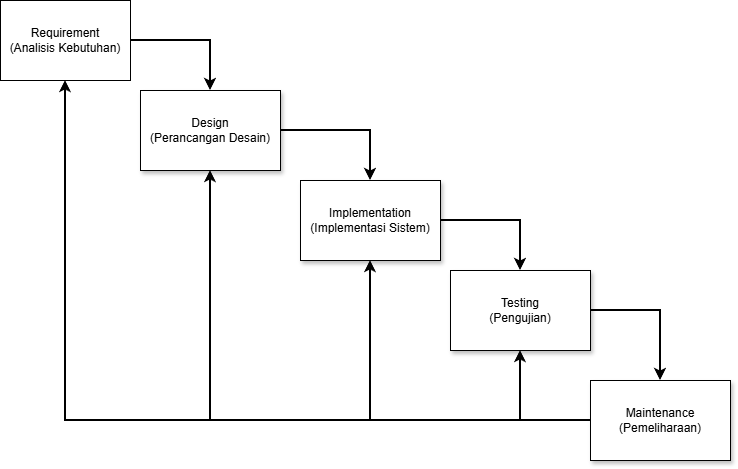 Requirement
(Analisis Kebutuhan)
Design
(Perancangan Desain)
Implementation
(Implementasi Sistem)
Testing
(Pengujian)
Maintenance
(Pemeliharaan)